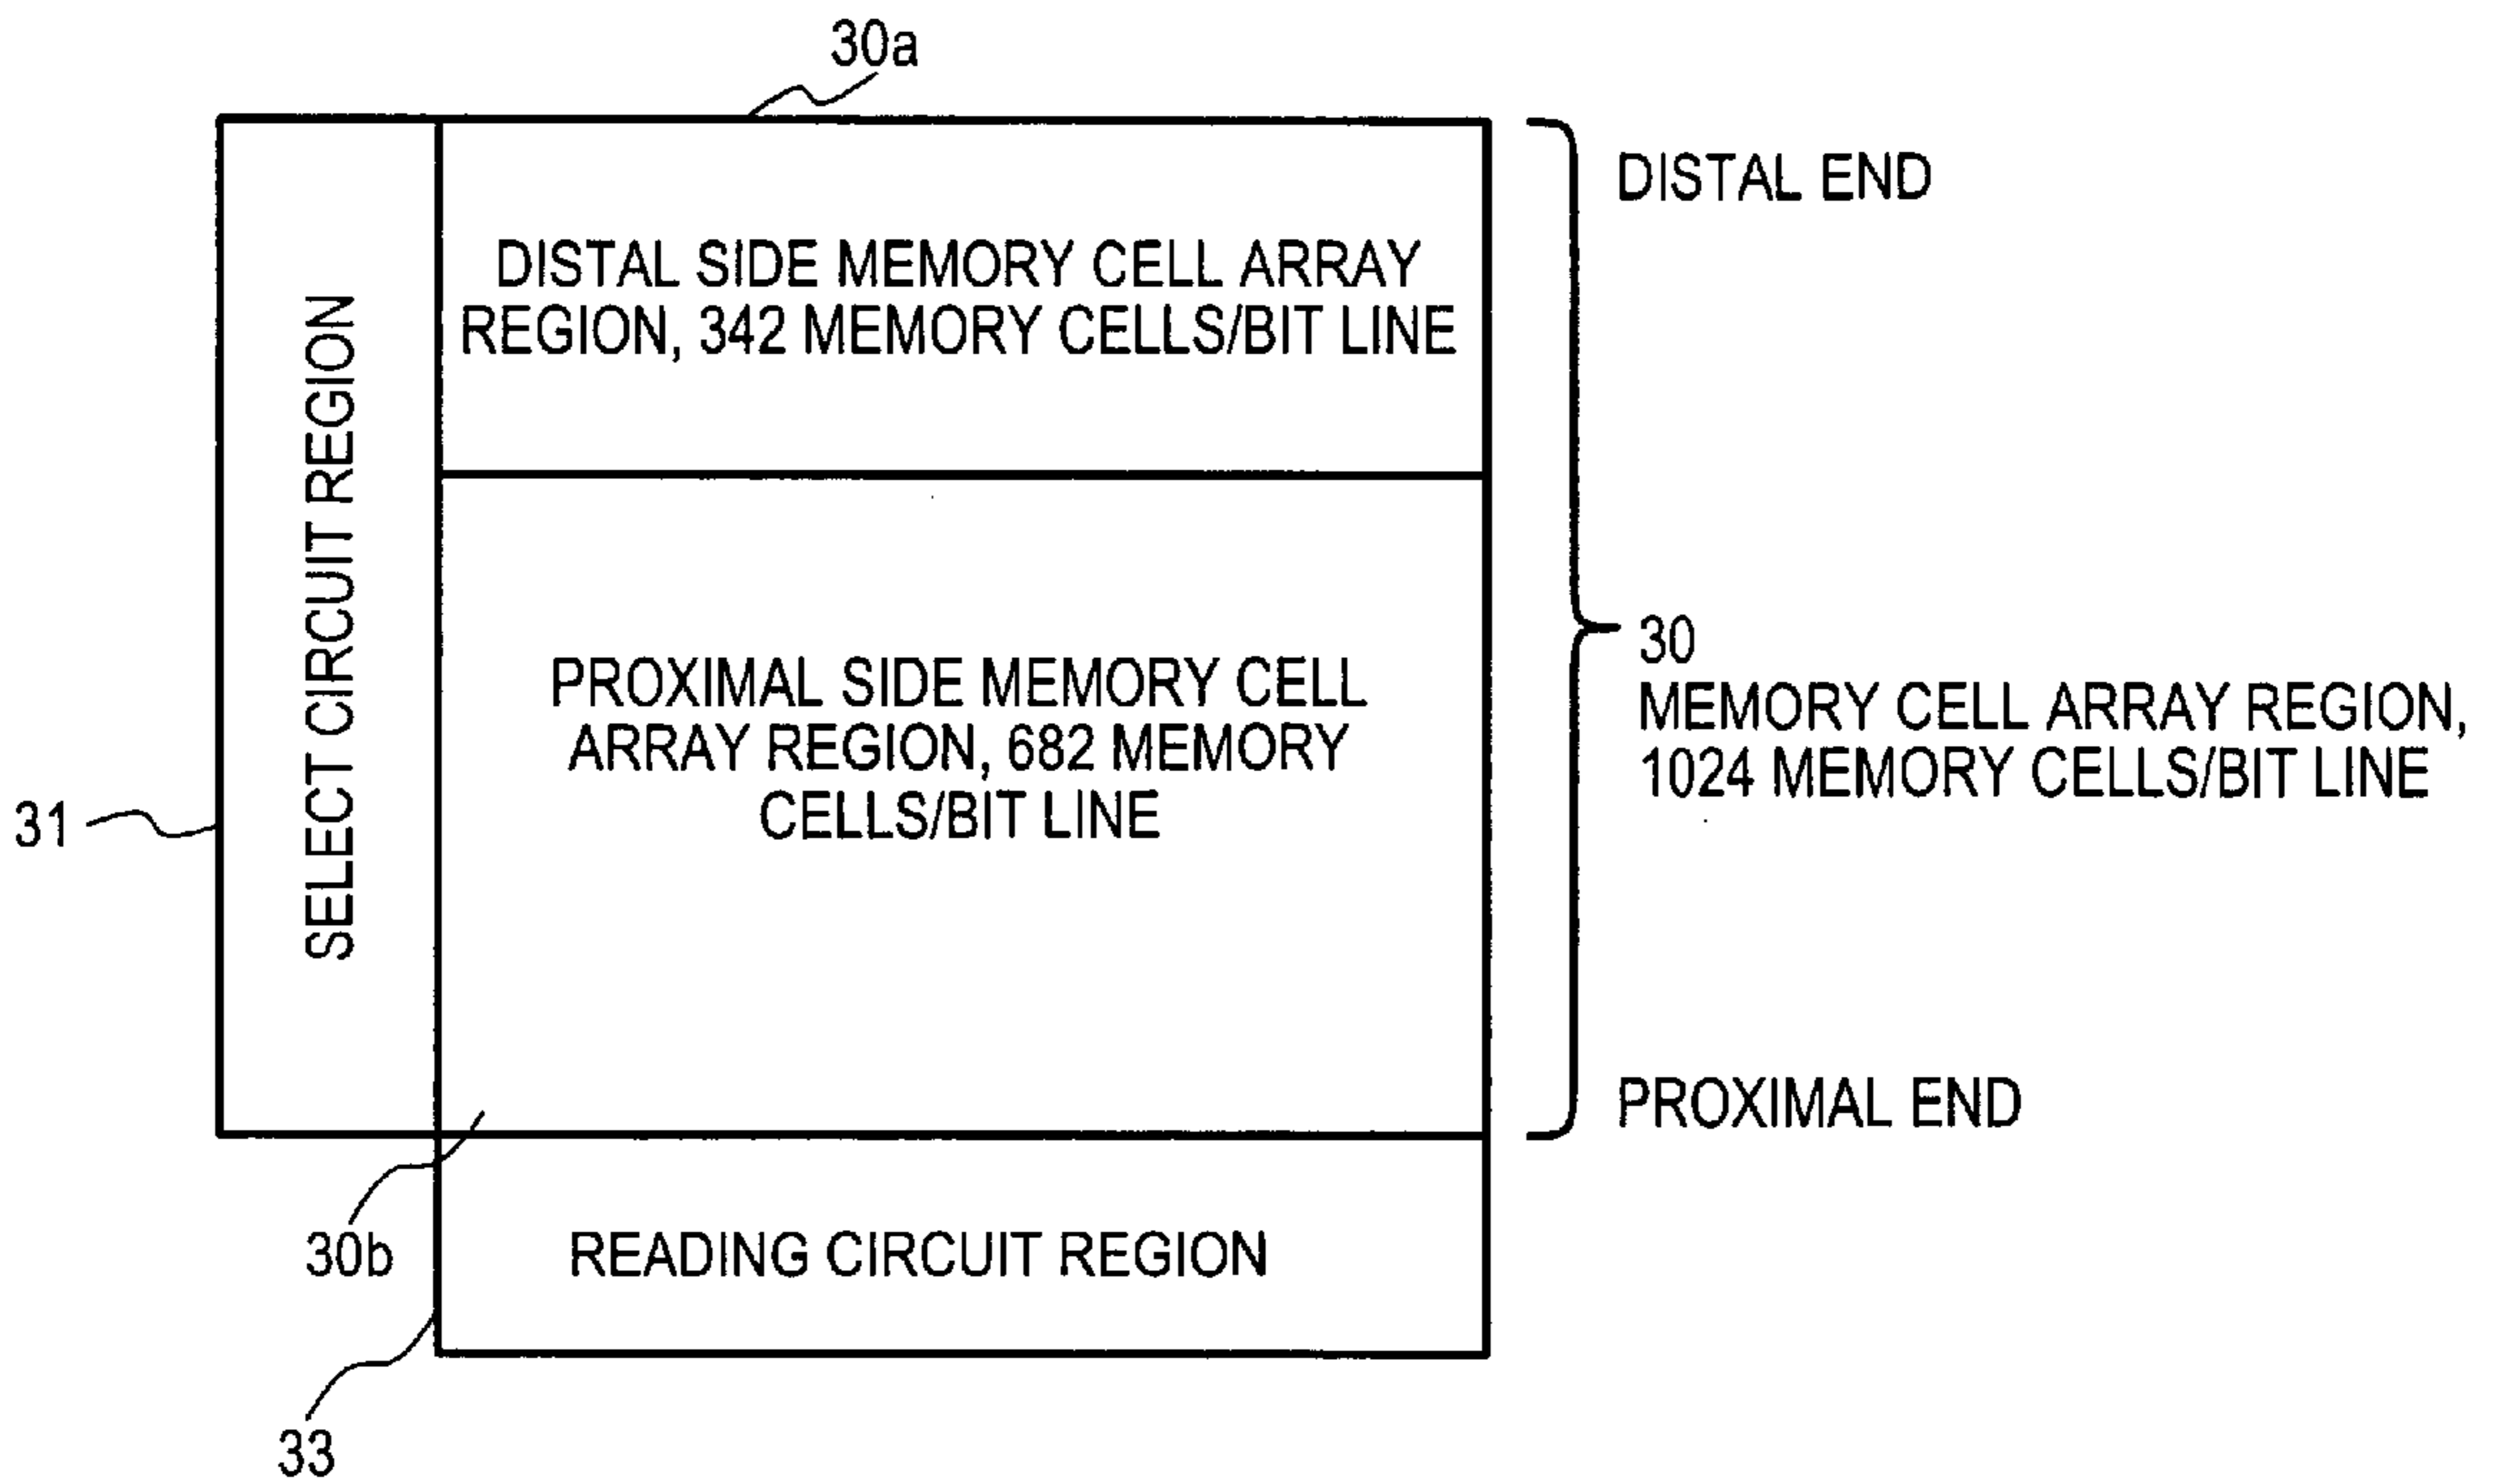 30a
DISTAL END
DISTAL SIDE MEMORY CELL ARRAY
REGION, 342 MEMORY CELLS/BIT LINE
SELECT CIRCUIT REGION
PROXIMAL SIDE MEMORY CELL
ARRAY REGION, 682 MEMORY
CELLS/BIT LINE
30
MEMORY CELL ARRAY REGION,
1024 MEMORY CELLS/BIT LINE
31
PROXIMAL END
30b
READING CIRCUIT REGION
33